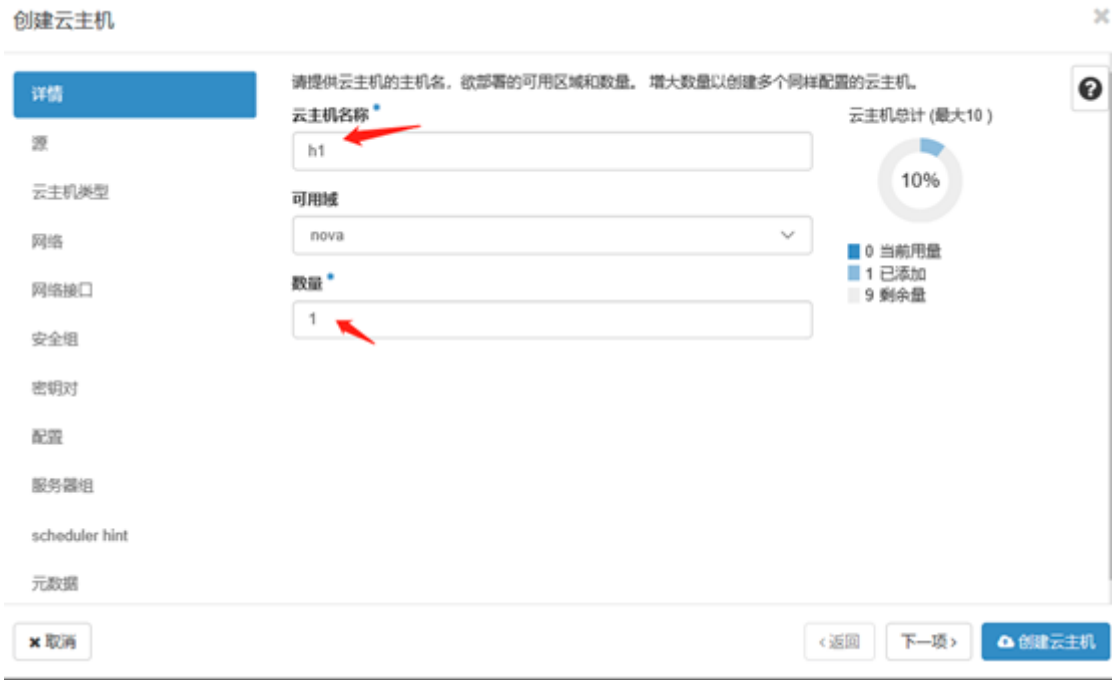 创建云主机
详情
源
云主机类型
网络
网络接口
安全组
密钥对
配置
服务器组
scheduler hint
元数据
请提供云主机的主机名，欲部署的可用区域和数量。 增大数量以创建多个同样配置的云主机。
云主机名称
h1
可用域
nova
数量
1
云主机总计 (最大10 )
10%
0 当前用量
1 已添加
9 剩余量
取消
返回
下一项
创建云主机